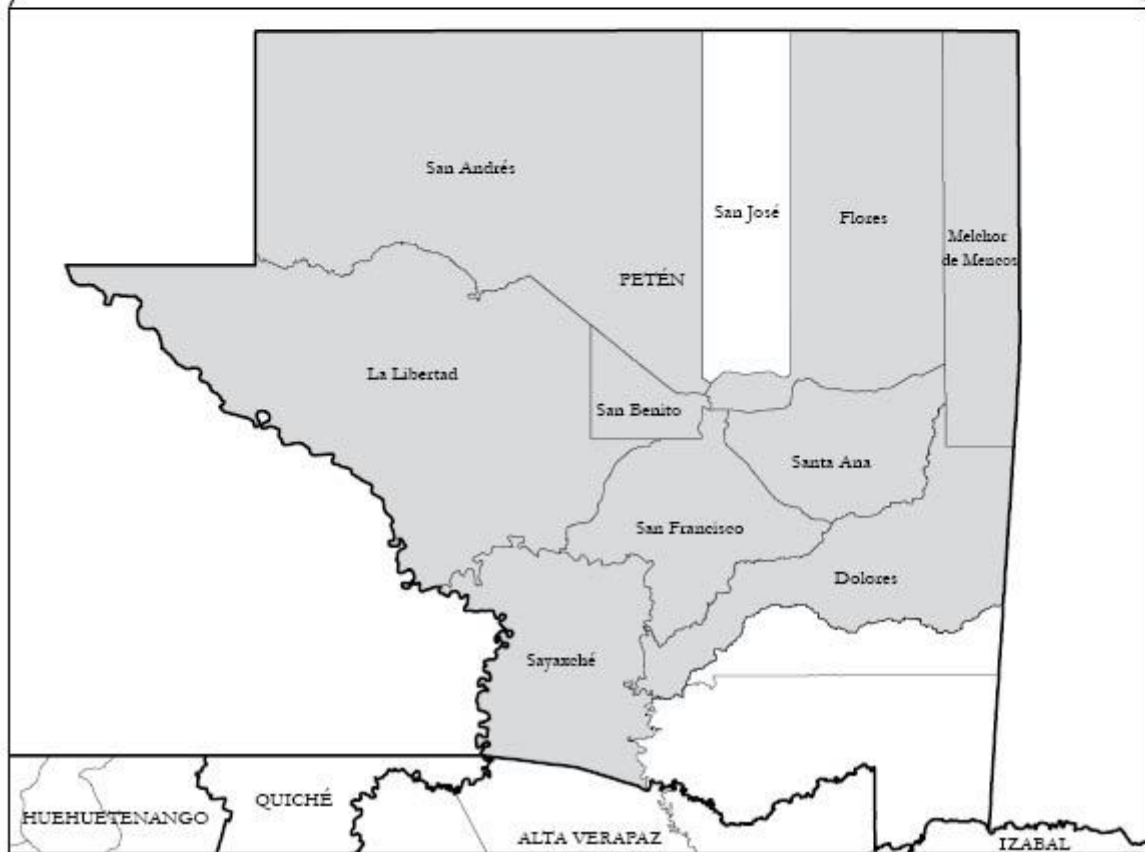 San Andrés
San José
Flores
Melchor
de Mencos
PETÉN
La Libertad
San Benito
Santa Ana
San Francisco
Dolores
Sayaxché
HUEHUETENANGO
QUICHÉ
ALTA VERAPAZ
IZABAL